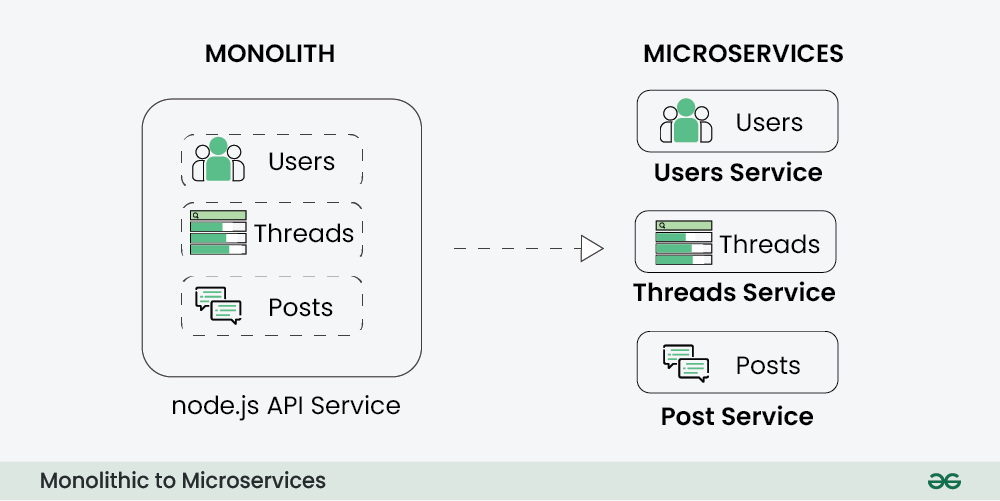 MONOLITH
Users
Threads
Posts
node.js API Service
MICROSERVICES
Users
Users Service
Threads
Threads Service
Posts
Post Service
Monolithic to Microservices